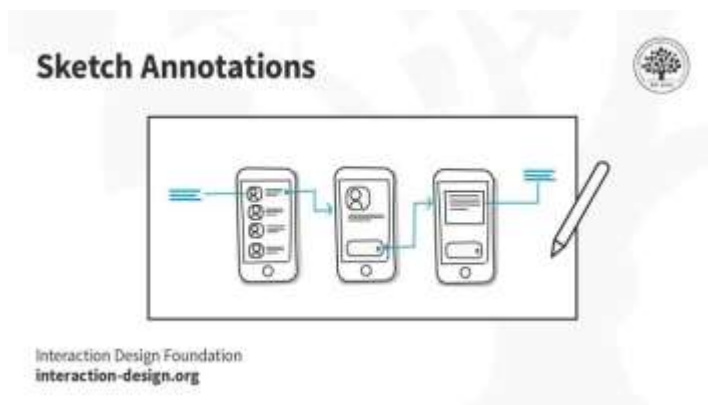 Sketch Annotations
Interaction Design Foundation
interaction-design.org